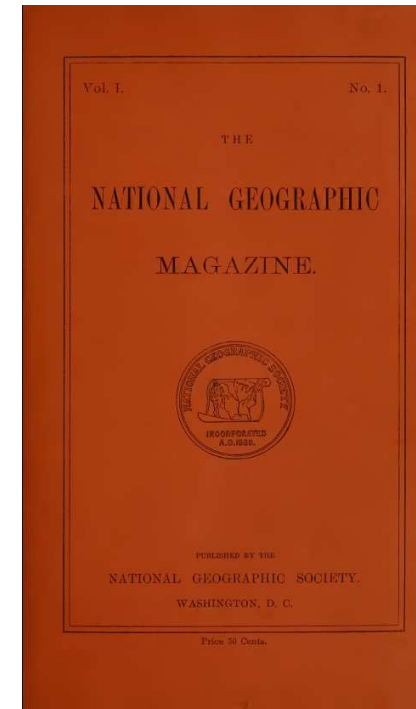 Vol. I. No. 1.
THE
NATIONAL GEOGRAPHIC
MAGAZINE.
NATIONAL GEOGRAPHIC SOCIETY
INCORPORATED
A.D. 1888.
PUBLISHED BY THE
NATIONAL GEOGRAPHIC SOCIETY.
WASHINGTON, D. C.
Price 50 Cents.